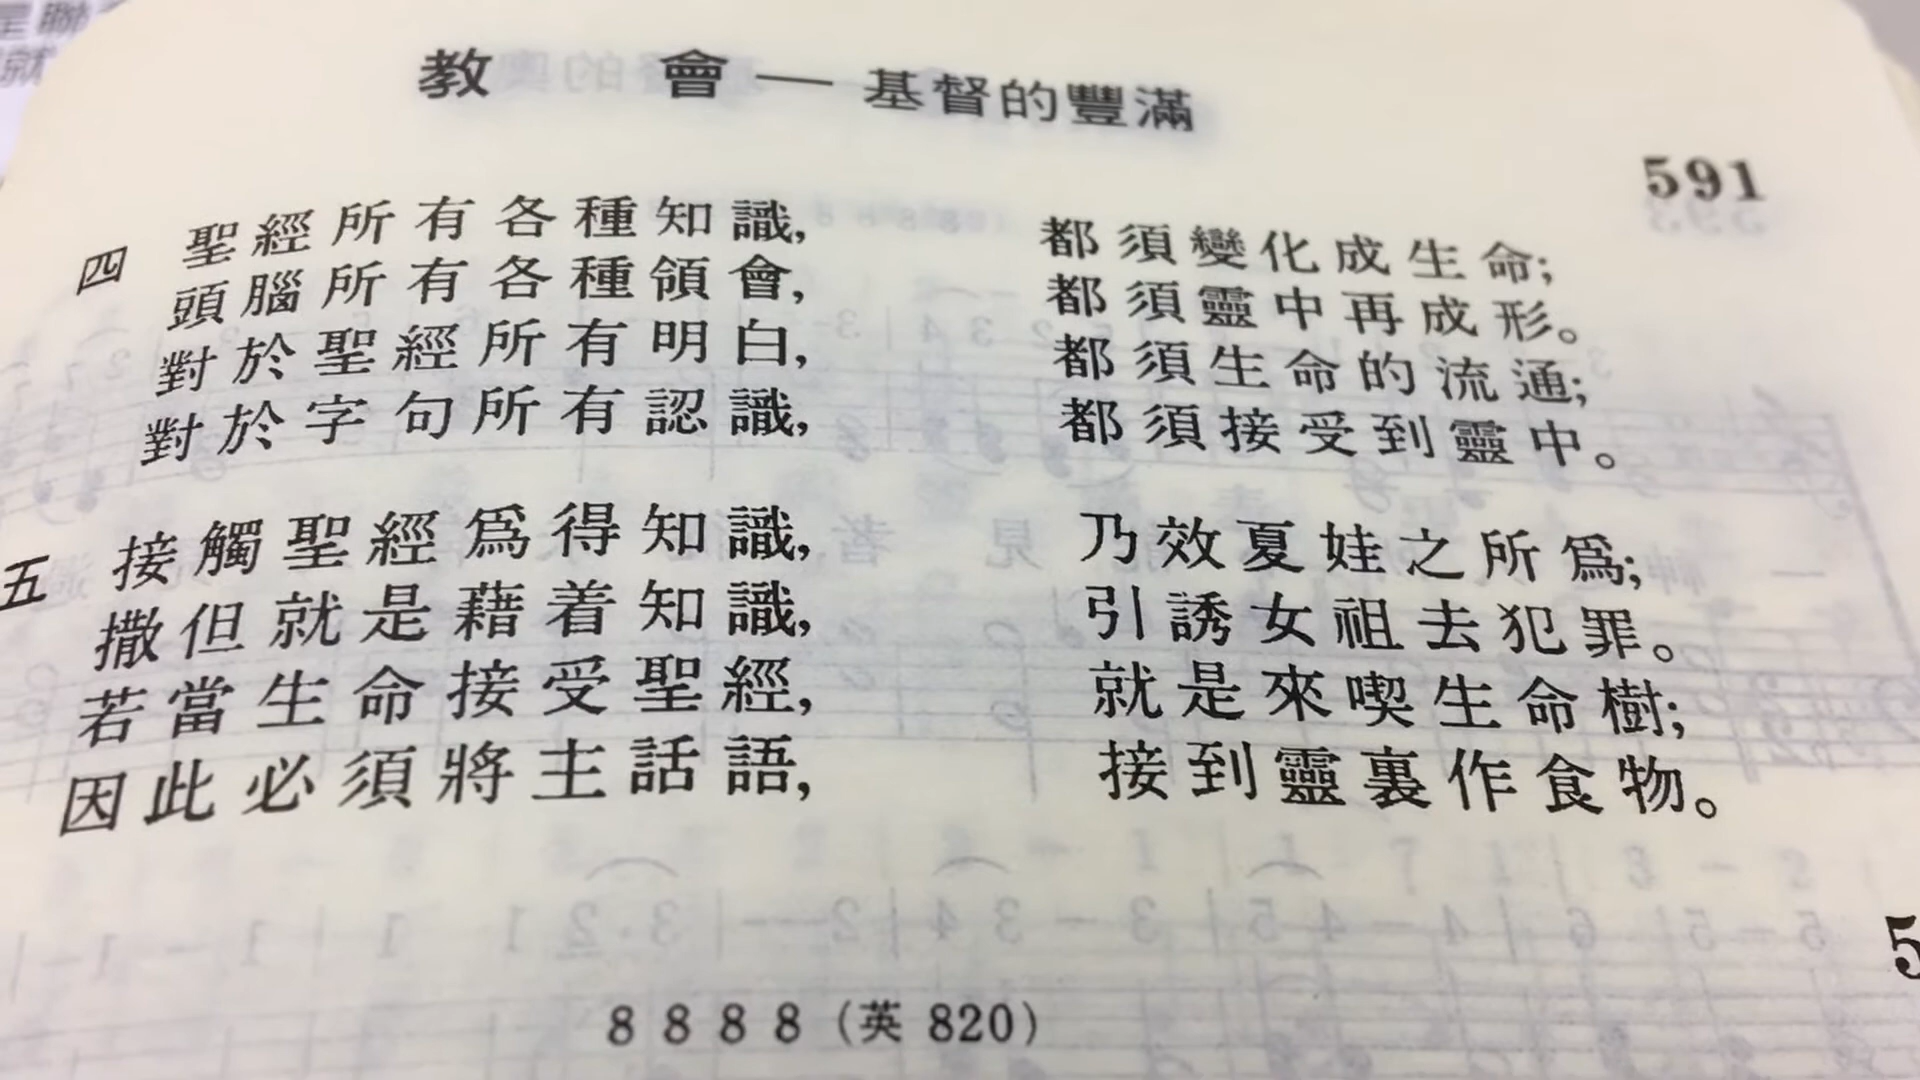 教 會 — 基督的豐滿
591
四 聖經所有各種知識, 都須變化成生命;
頭腦所有各種領會, 都須靈中再成形。
對於聖經所有明白, 都須生命的流通;
對於字句所有認識, 都須接受到靈中。
五 接觸聖經爲得知識, 乃效夏娃之所爲;
撒但就是藉着知識, 引誘女祖去犯罪。
若當生命接受聖經, 就是來喫生命樹;
因此必須將主話語, 接到靈裏作食物。
5
8 8 8 8 (英 820)